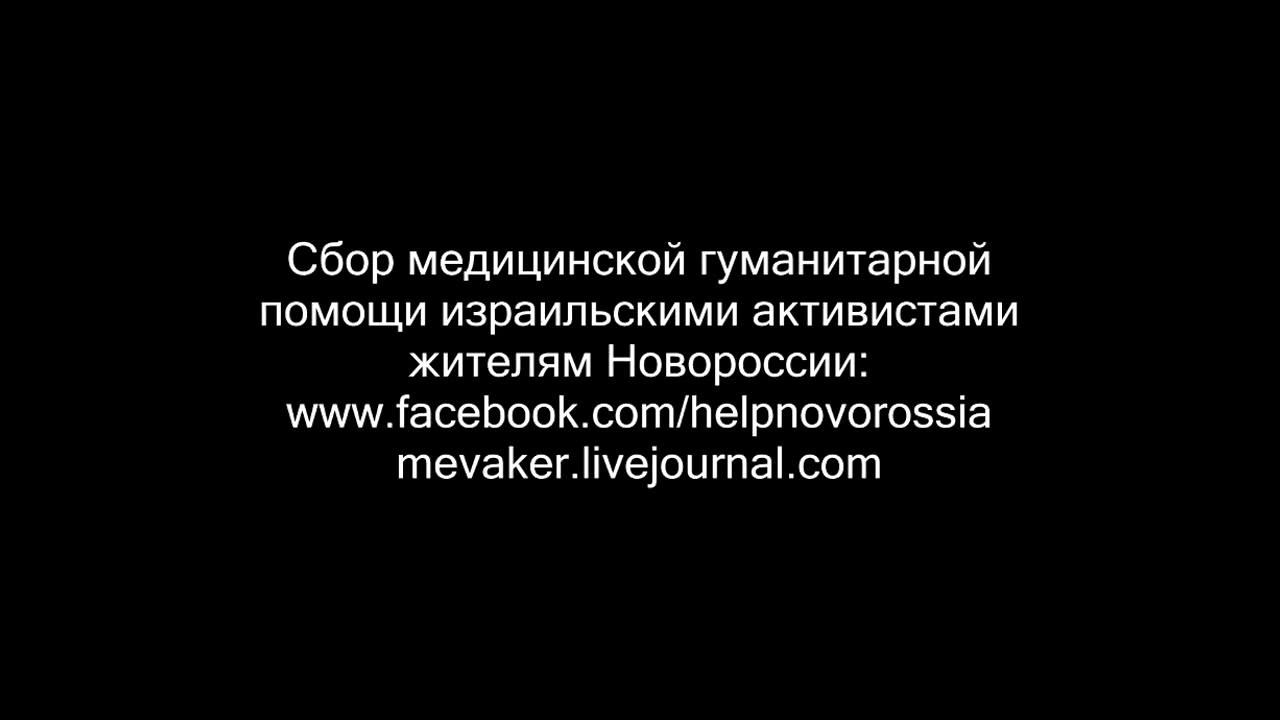 Сбор медицинской гуманитарной
помощи израильскими активистами
жителям Новороссии:
www.facebook.com/helpnovorossia
mevaker.livejournal.com